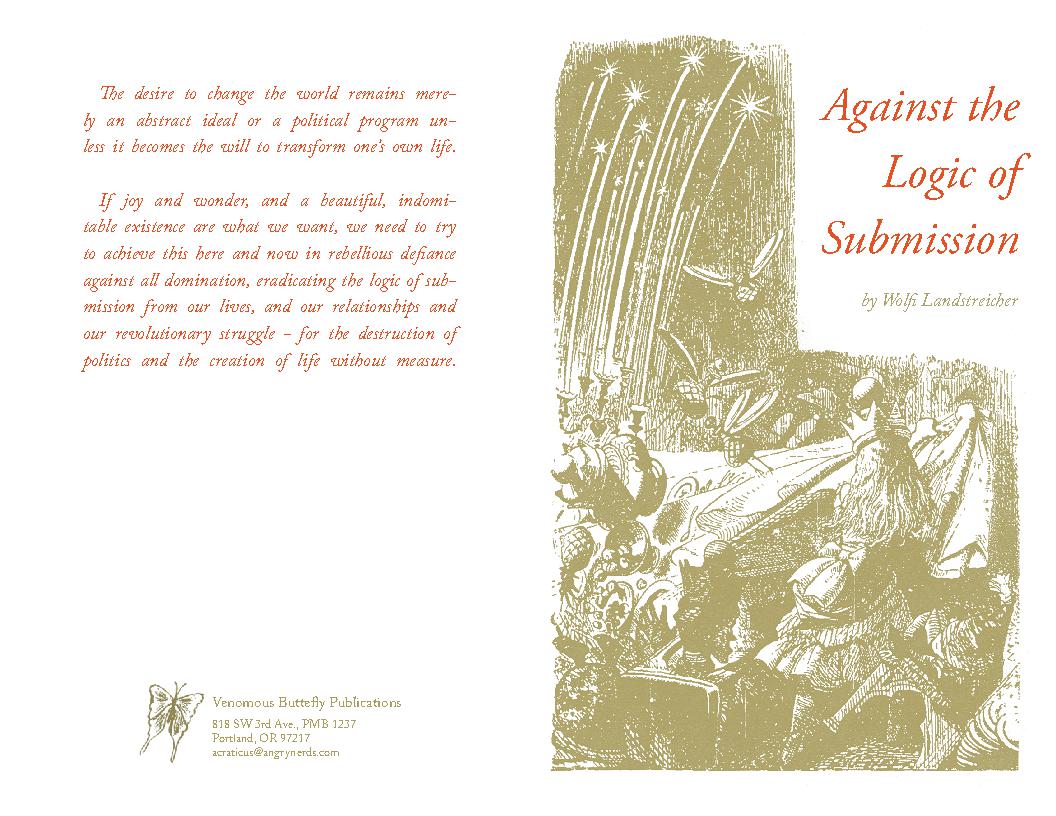 The desire to change the world remains mere-
ly an abstract ideal or a political program un-
less it becomes the will to transform one's own life.
If joy and wonder, and a beautiful, indomi-
table existence are what we want, we need to try
to achieve this here and now in rebellious defiance
against all domination, eradicating the logic of sub-
mission from our lives, and our relationships and
our revolutionary struggle – for the destruction of
politics and the creation of life without measure.
Venomous Buttefly Publications
818 SW 3rd Ave., PMB 1237
Portland, OR 97217
acraticus@angrynerds.com
Against the
Logic of
Submission
by Wolfi Landstreicher